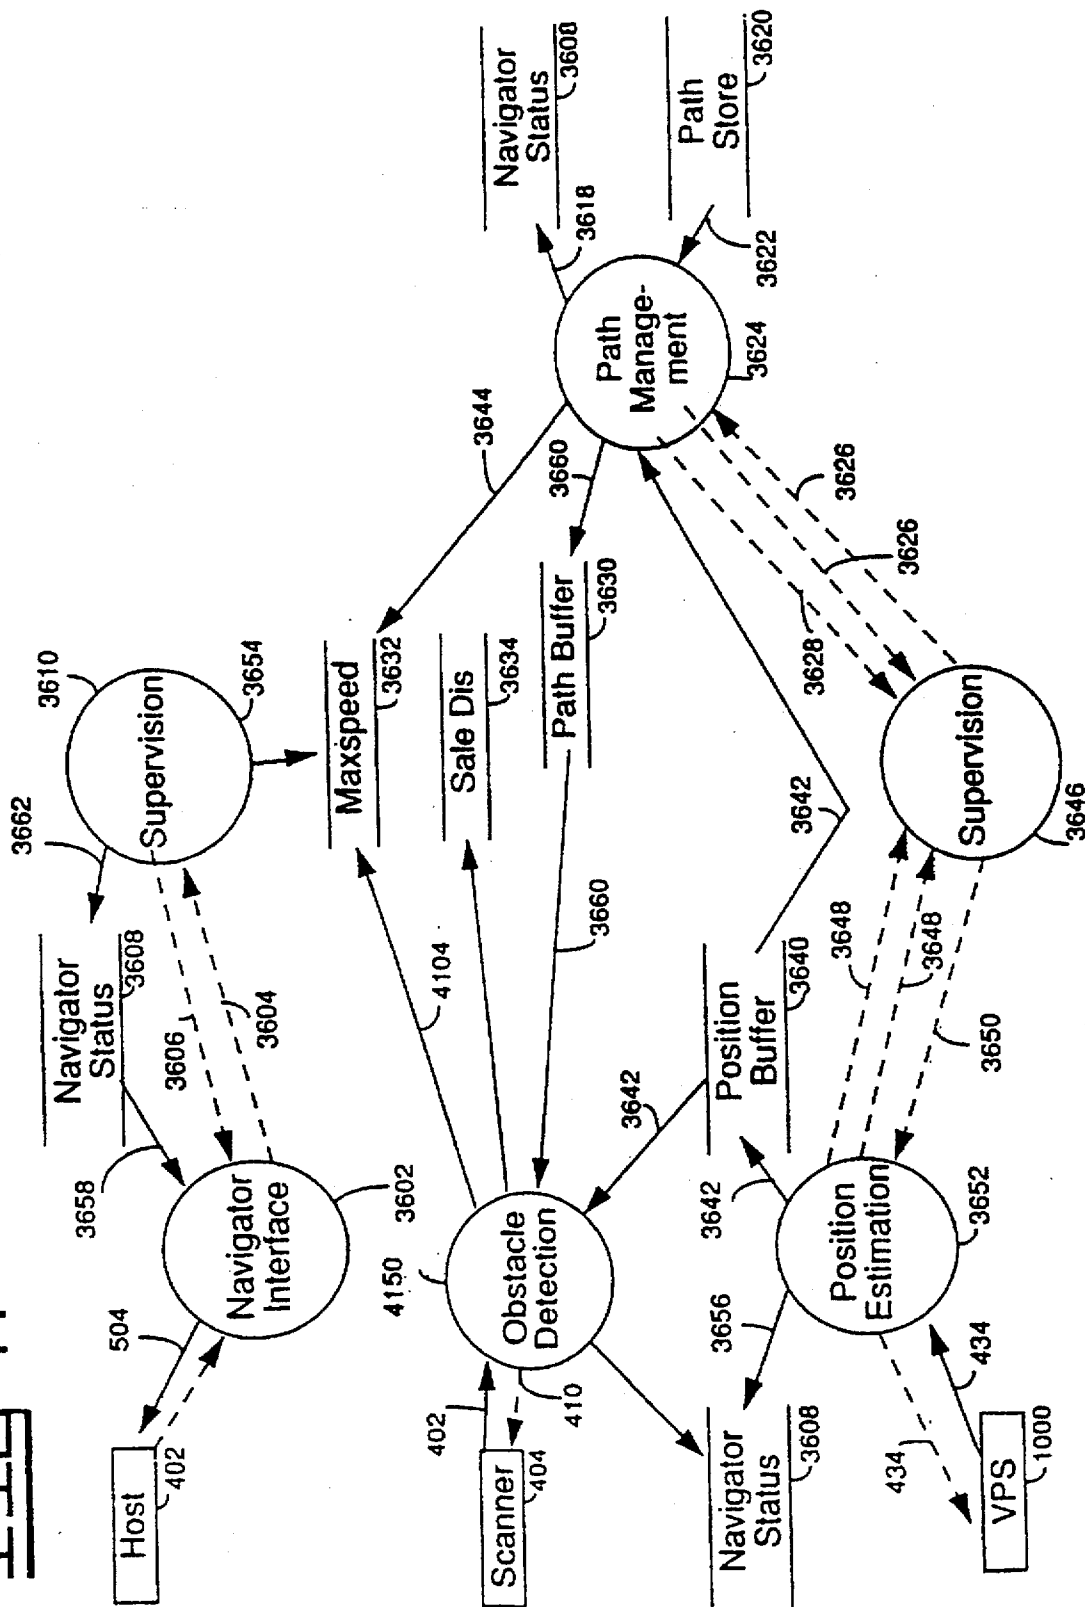 Host
402
504
Navigator
Interface
3602
3658
Navigator
Status
3608
3662
3606
3604
Supervision
3610
3654
Scanner
404
402
410
Obstacle
Detection
4150
4104
Maxspeed
3632
Sale Dis
3634
Path Buffer
3630
3660
3660
3644
Navigator
Status
3608
3618
Path
Store
3620
3622
Path
Manage-
ment
3624
Navigator
Status
3608
3656
3642
Position
Buffer
3640
3642
3642
VPS
1000
434
434
Position
Estimation
3652
3648
3648
3650
Supervision
3646
3628
3626
3626